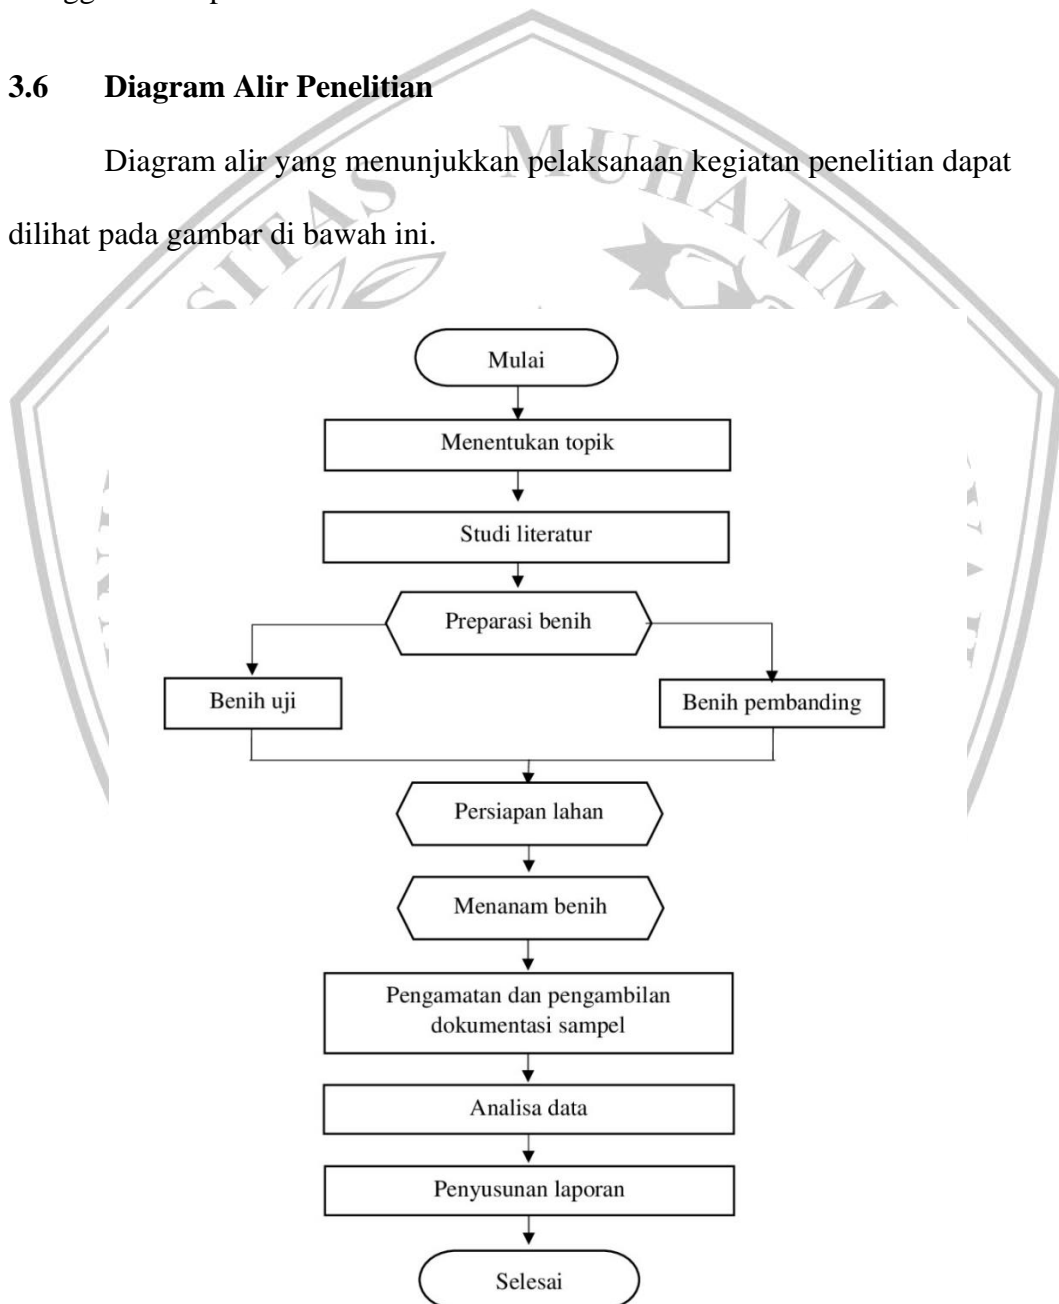 3.6 Diagram Alir Penelitian
Diagram alir yang menunjukkan pelaksanaan kegiatan penelitian dapat
dilihat pada gambar di bawah ini.
MUHAMM
SITAS
Mulai
Menentukan topik
Studi literatur
Preparasi benih
Benih uji
Benih pembanding
Persiapan lahan
Menanam benih
Pengamatan dan pengambilan
dokumentasi sampel
Analisa data
Penyusunan laporan
Selesai